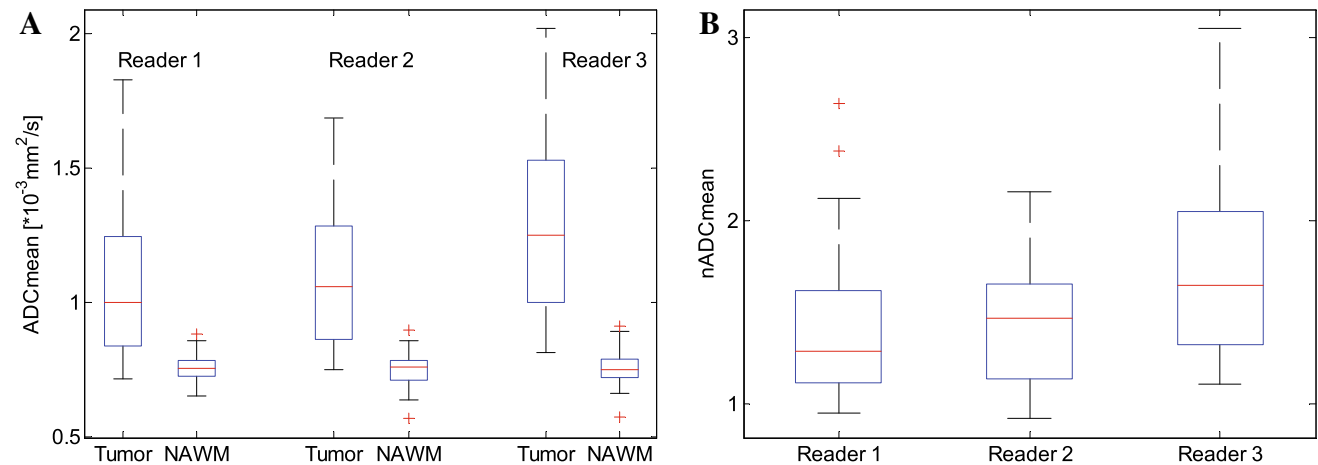 A
Reader 1
Reader 2
Reader 3
ADCmean [*10⁻³mm²/s]
2
1.5
1
0.5
Tumor NAWM
Tumor NAWM
Tumor NAWM
B
nADCmean
3
2
1
Reader 1
Reader 2
Reader 3